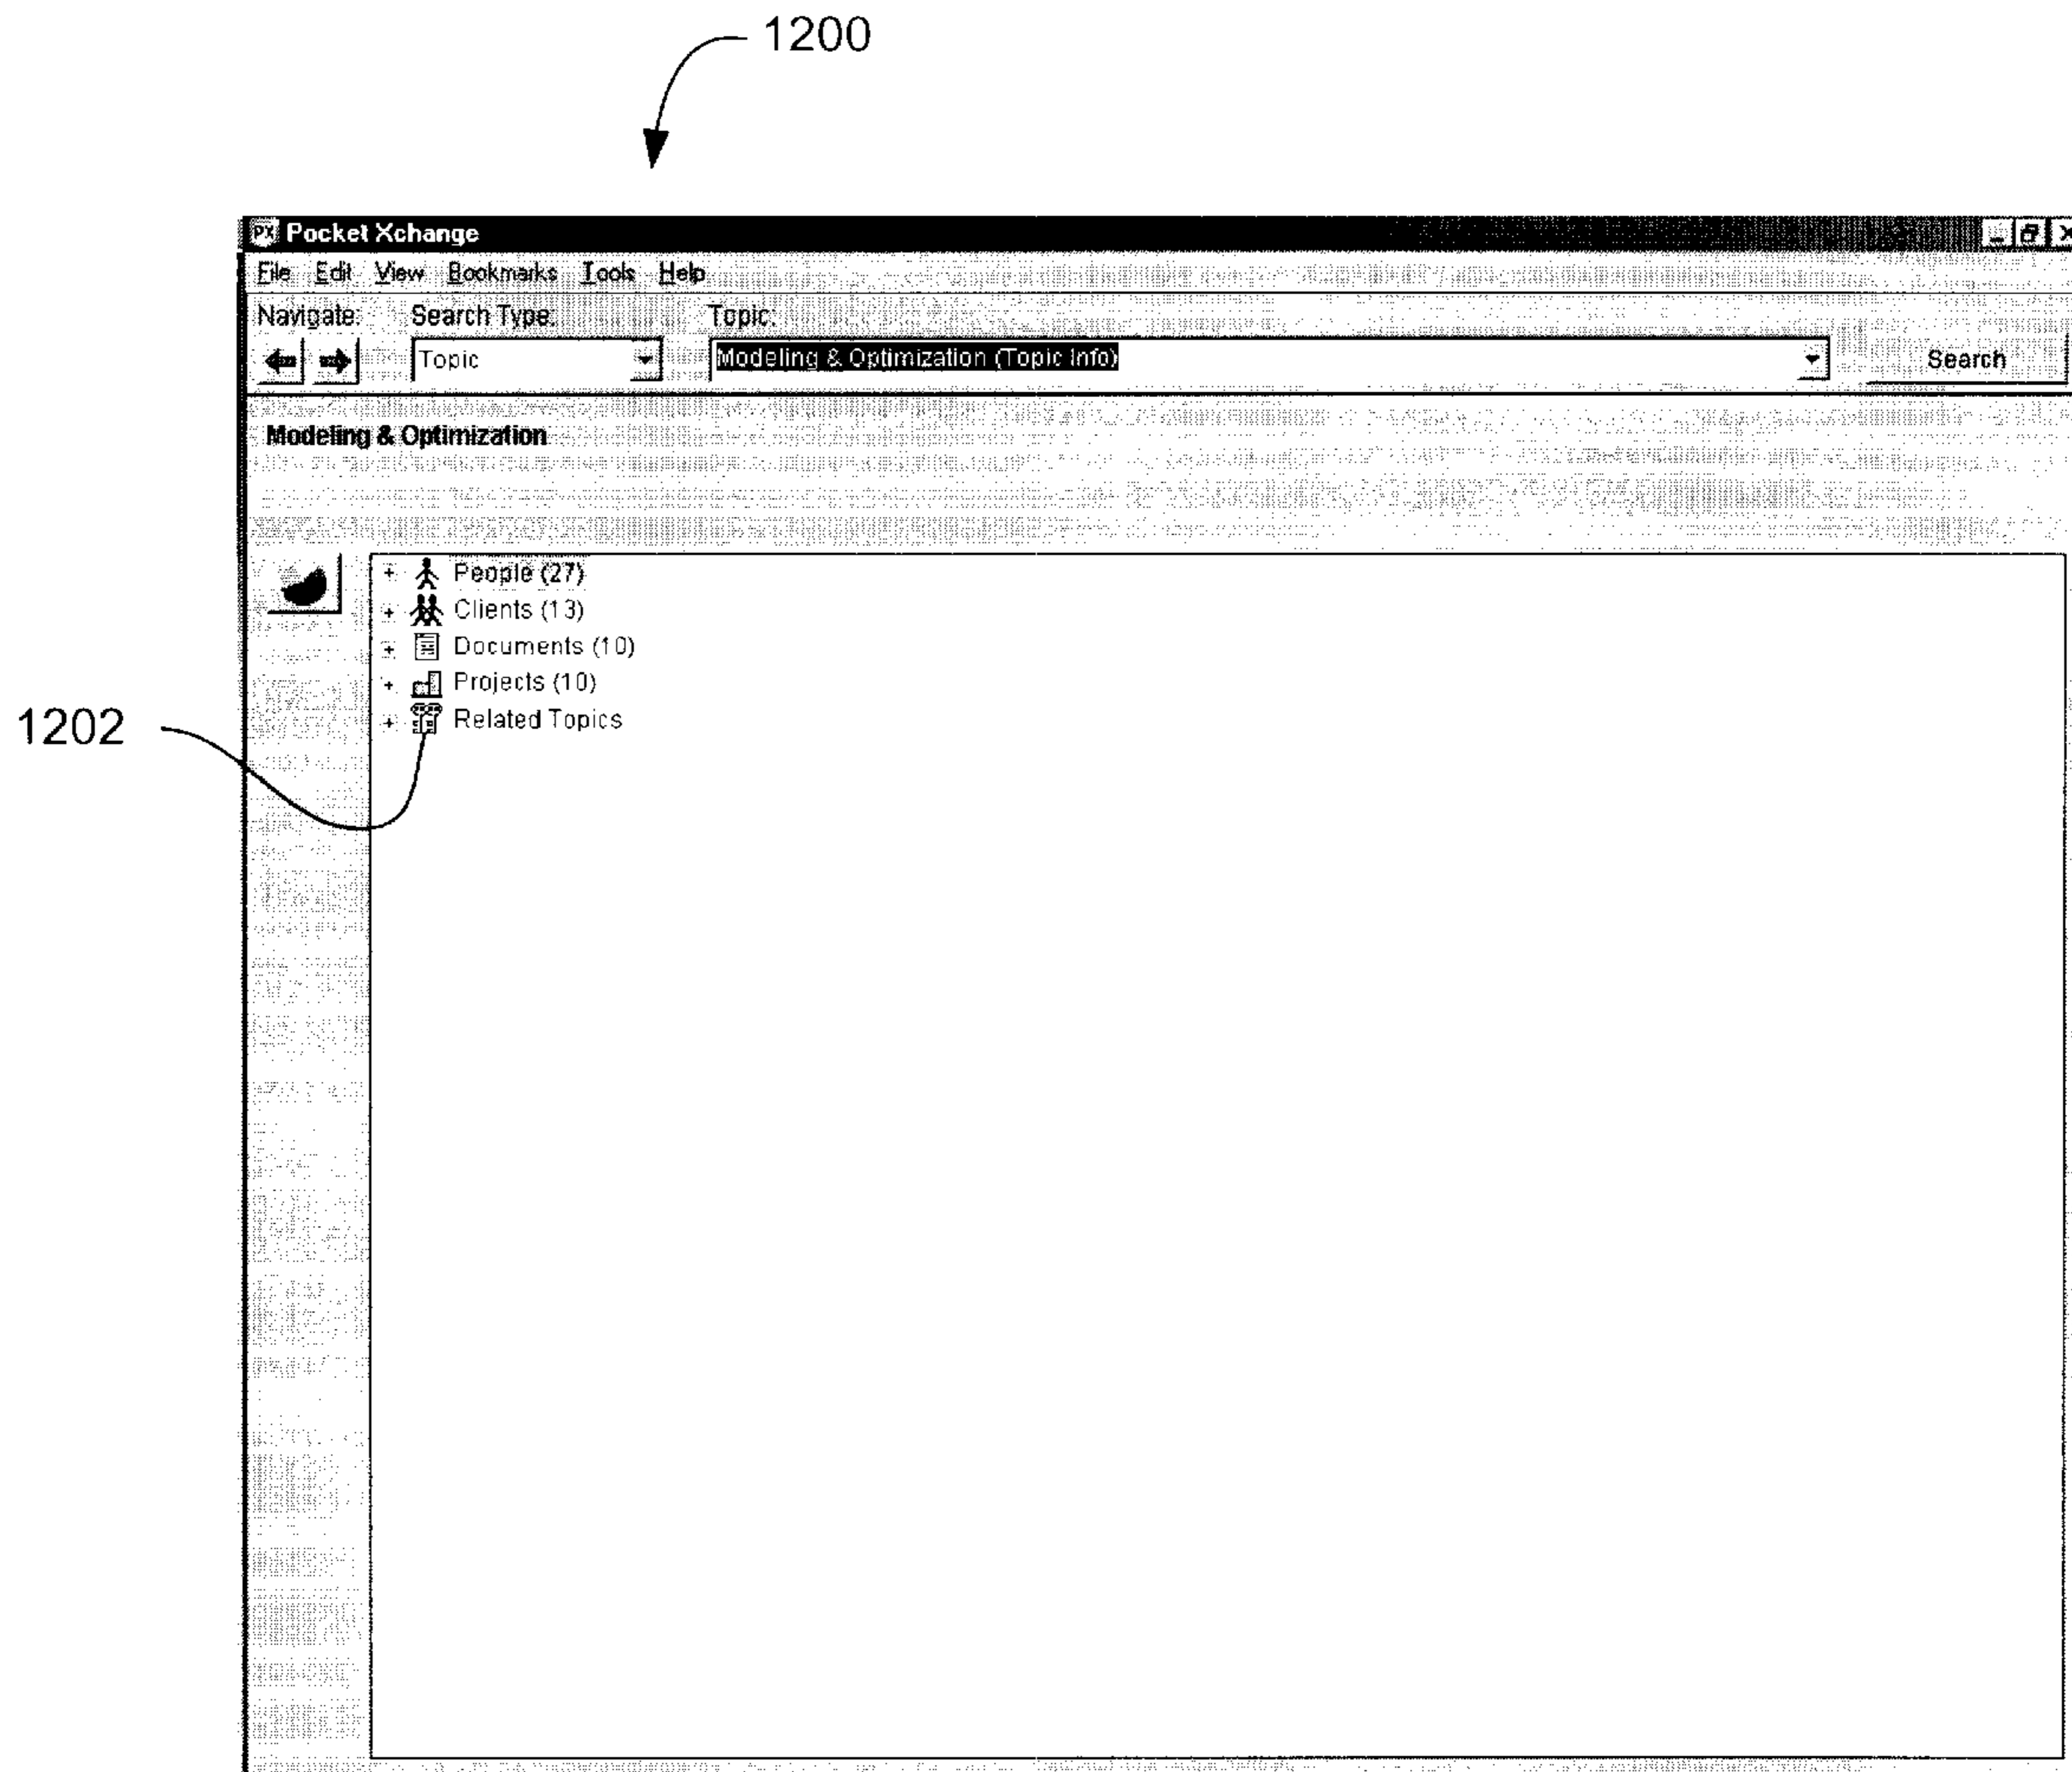 1200
PX Pocket Xchange
File Edit View Bookmarks Tools Help
Navigate: Search Type: Topic:
Topic Modeling & Optimization (Topic Info) Search
Modeling & Optimization
+ People (27)
+ Clients (13)
+ Documents (10)
+ Projects (10)
1202
+ Related Topics